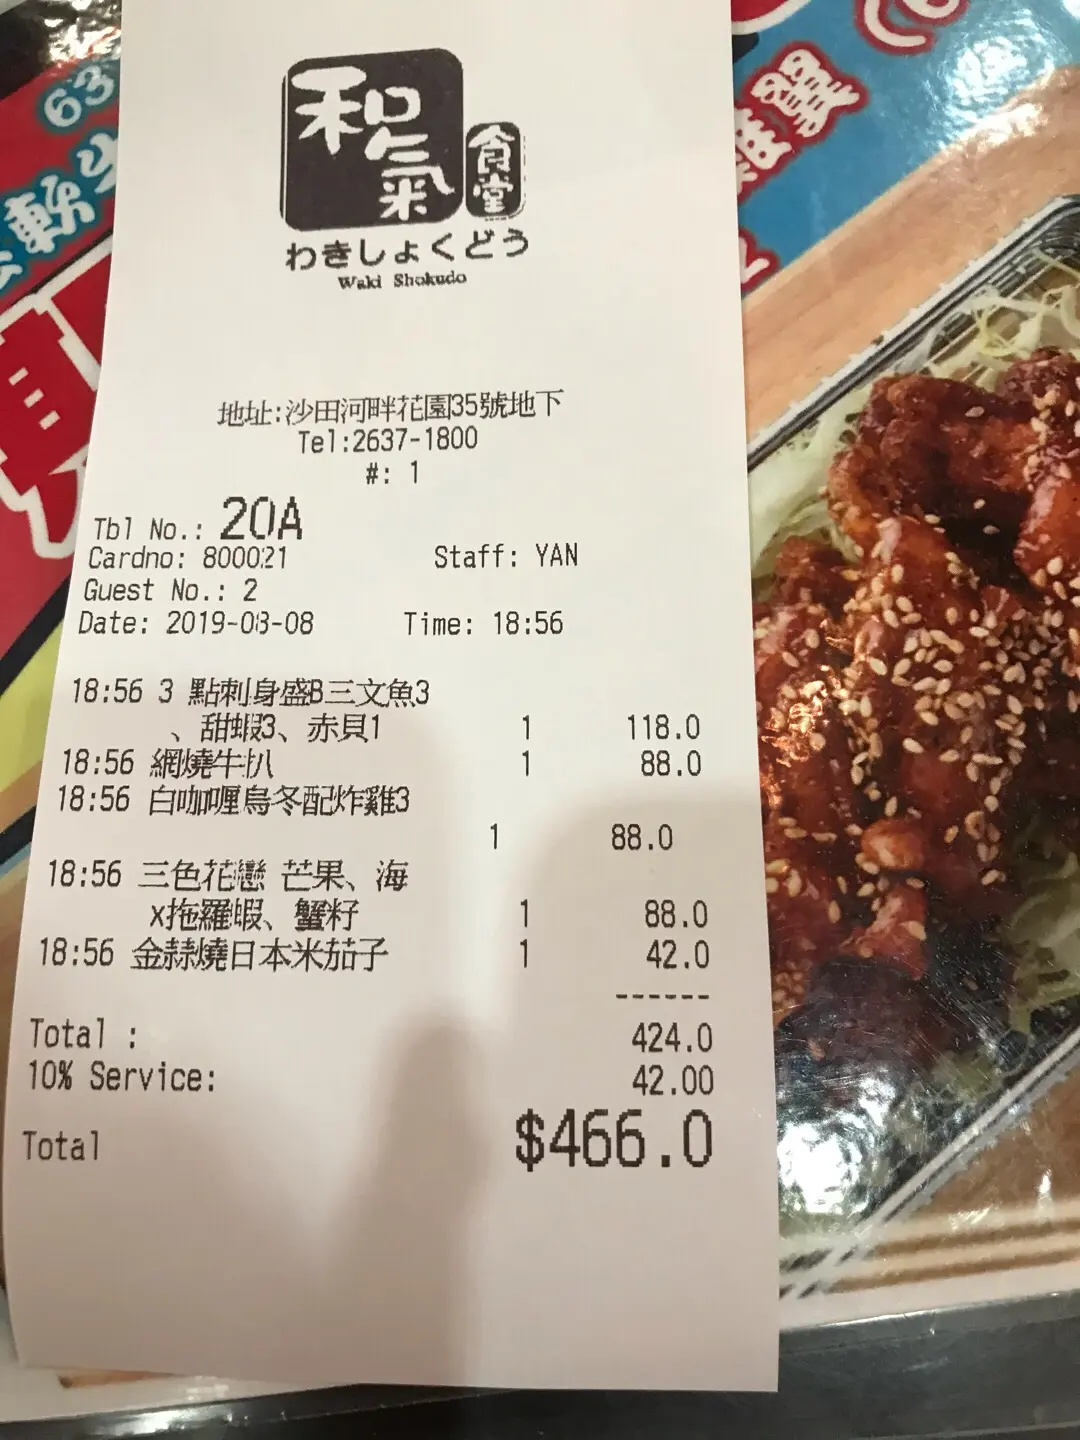 63
雞翼
和氣
食堂
わきしょくどう
Waki Shokudo
地址:沙田河畔花園35號地下
Tel:2637-1800
#: 1
Tbl No.: 20A
Cardno: 800021 Staff: YAN
Guest No.: 2
Date: 2019-08-08 Time: 18:56
18:56 3 點刺身盛B三文魚3
、甜蝦3、赤貝1 1 118.0
18:56 網燒牛扒 1 88.0
18:56 白咖喱烏冬配炸雞3
1 88.0
18:56 三色花戀 芒果、海
x拖羅蝦、蟹籽 1 88.0
18:56 金蒜燒日本米茄子 1 42.0
------
Total : 424.0
10% Service: 42.00
Total $466.0